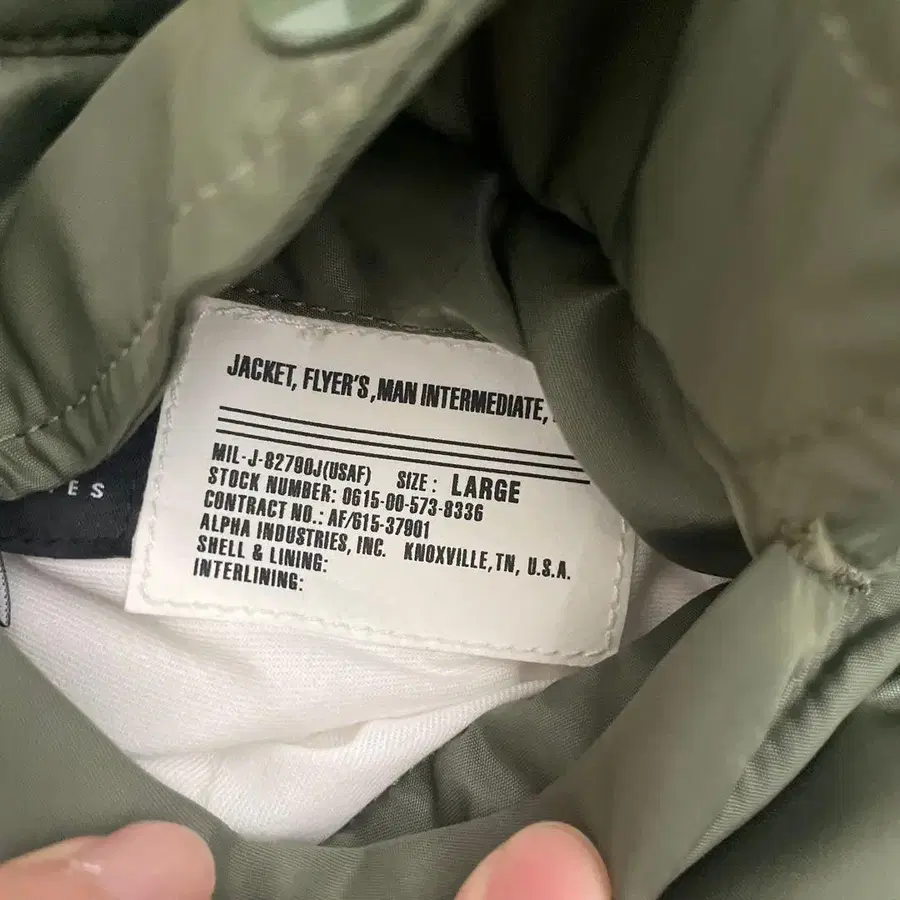 JACKET, FLYER'S, MAN INTERMEDIATE,
MIL-J-82790J(USAF) SIZE: LARGE
STOCK NUMBER: 0615-00-573-8336
CONTRACT NO.: AF/615-37901
ALPHA INDUSTRIES, INC. KNOXVILLE, TN, U.S.A.
SHELL & LINING:
INTERLINING: